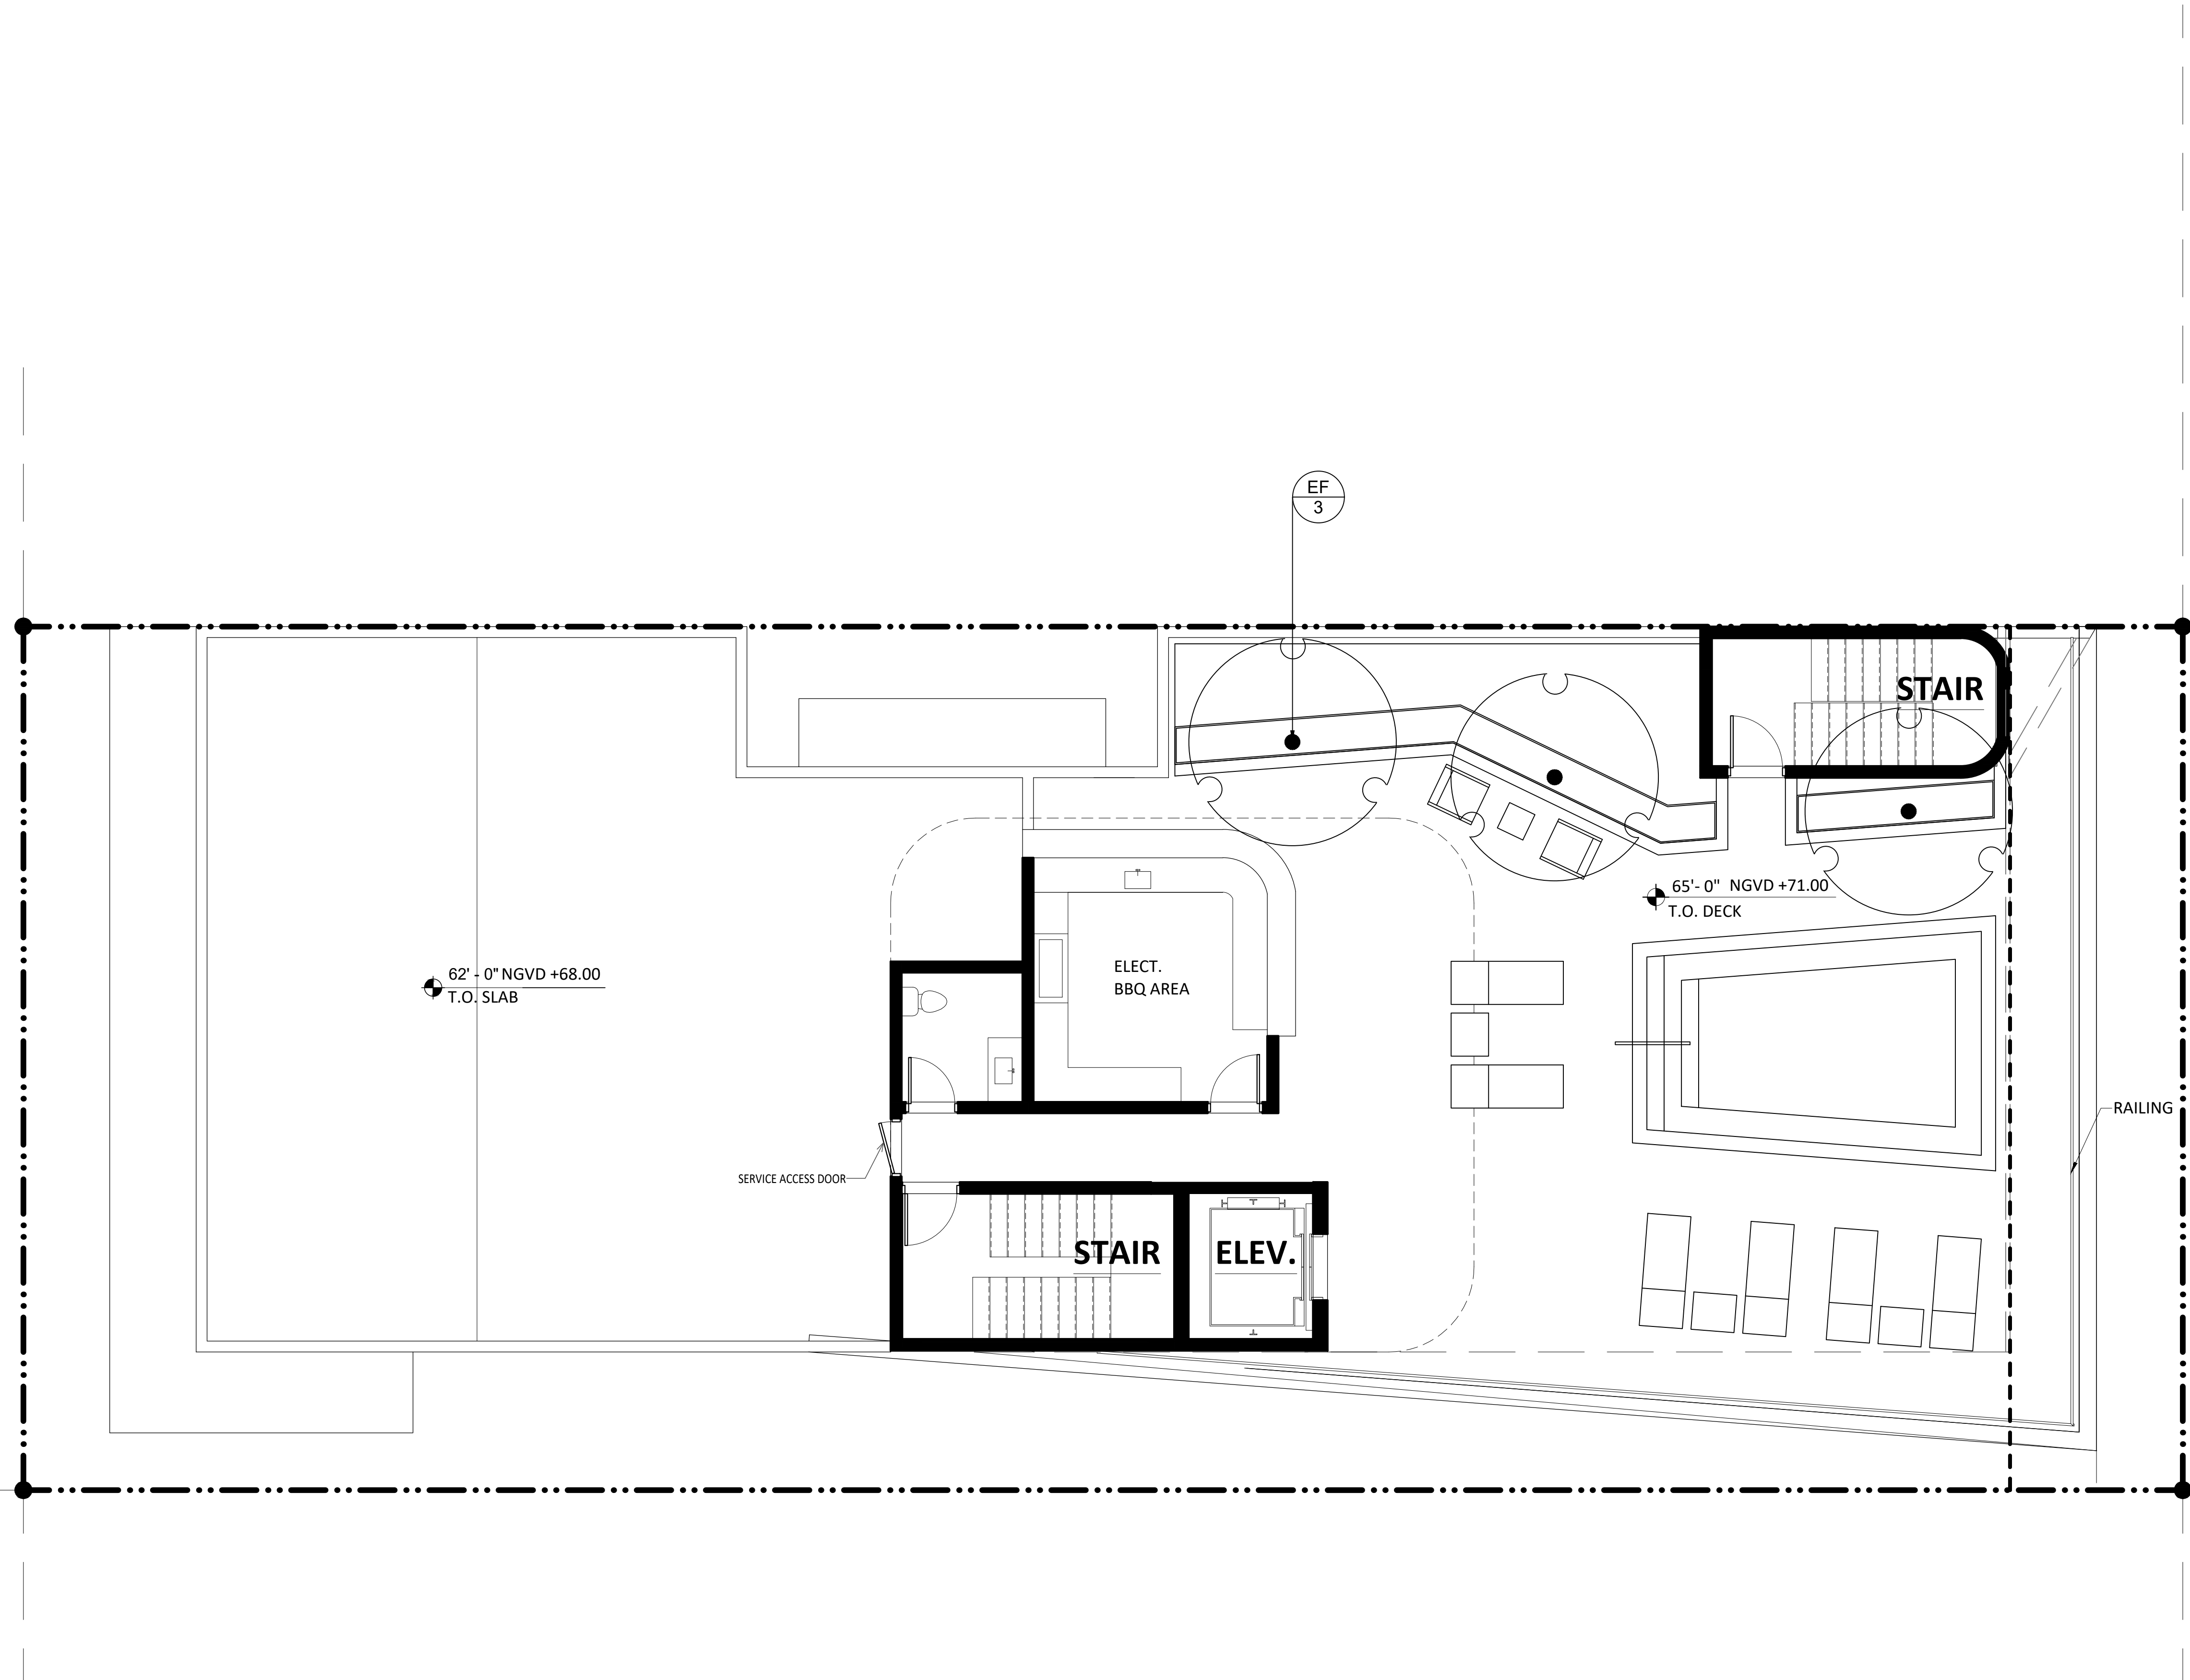 EF
3
STAIR
65'- 0" NGVD +71.00
T.O. DECK
ELECT.
BBQ AREA
62' - 0" NGVD +68.00
T.O. SLAB
RAILING
SERVICE ACCESS DOOR
STAIR
ELEV.